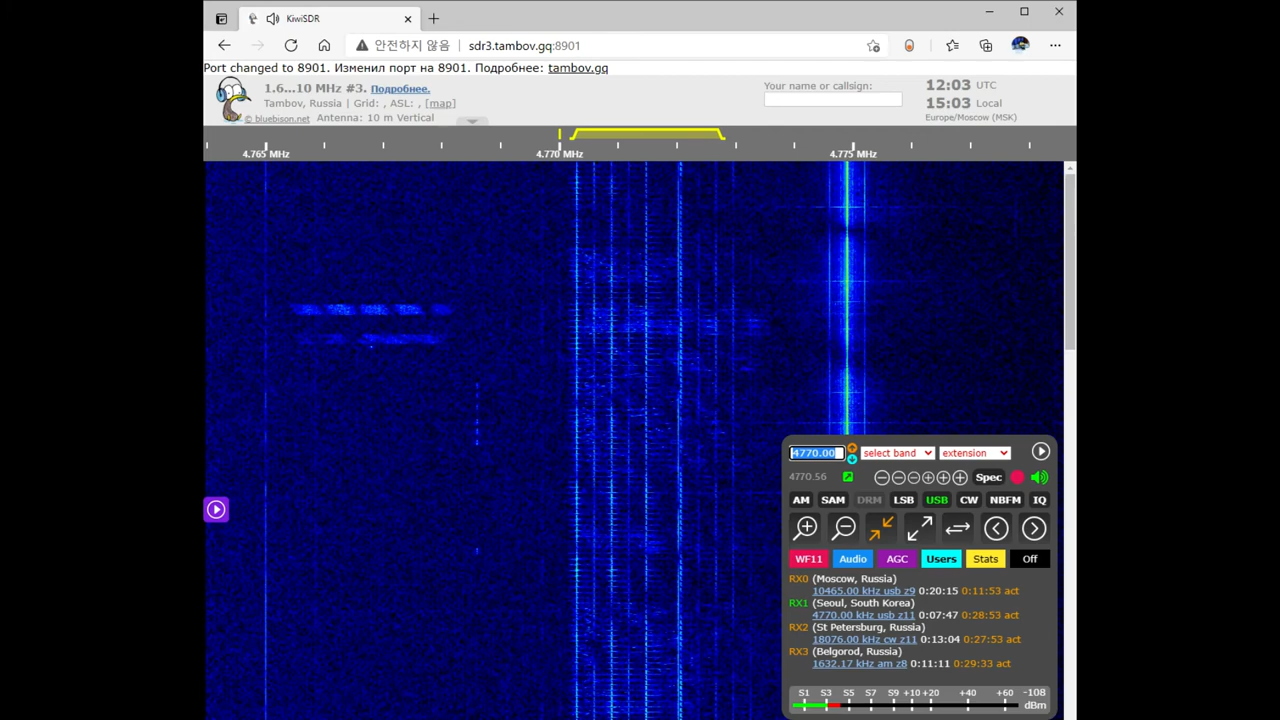 KiwiSDR
안전하지 않음 sdr3.tambov.gq:8901
Port changed to 8901. Изменил порт на 8901. Подробнее: tambov.gq
1.6...10 MHz #3. Подробнее.
Tambov, Russia | Grid: , ASL: , [map]
© bluebison.net Antenna: 10 m Vertical
Your name or callsign:
12:03 UTC
15:03 Local
Europe/Moscow (MSK)
4.765 MHz 4.770 MHz 4.775 MHz
4770.00 select band extension
4770.56 Spec
AM SAM DRM LSB USB CW NBFM IQ
WF11 Audio AGC Users Stats Off
RX0 (Moscow, Russia)
10465.00 kHz usb z9 0:20:15 0:11:53 act
RX1 (Seoul, South Korea)
4770.00 kHz usb z11 0:07:47 0:28:53 act
RX2 (St Petersburg, Russia)
18076.00 kHz cw z11 0:13:04 0:27:53 act
RX3 (Belgorod, Russia)
1632.17 kHz am z8 0:11:11 0:29:33 act
S1 S3 S5 S7 S9 +10 +20 +40 +60 -108
dBm